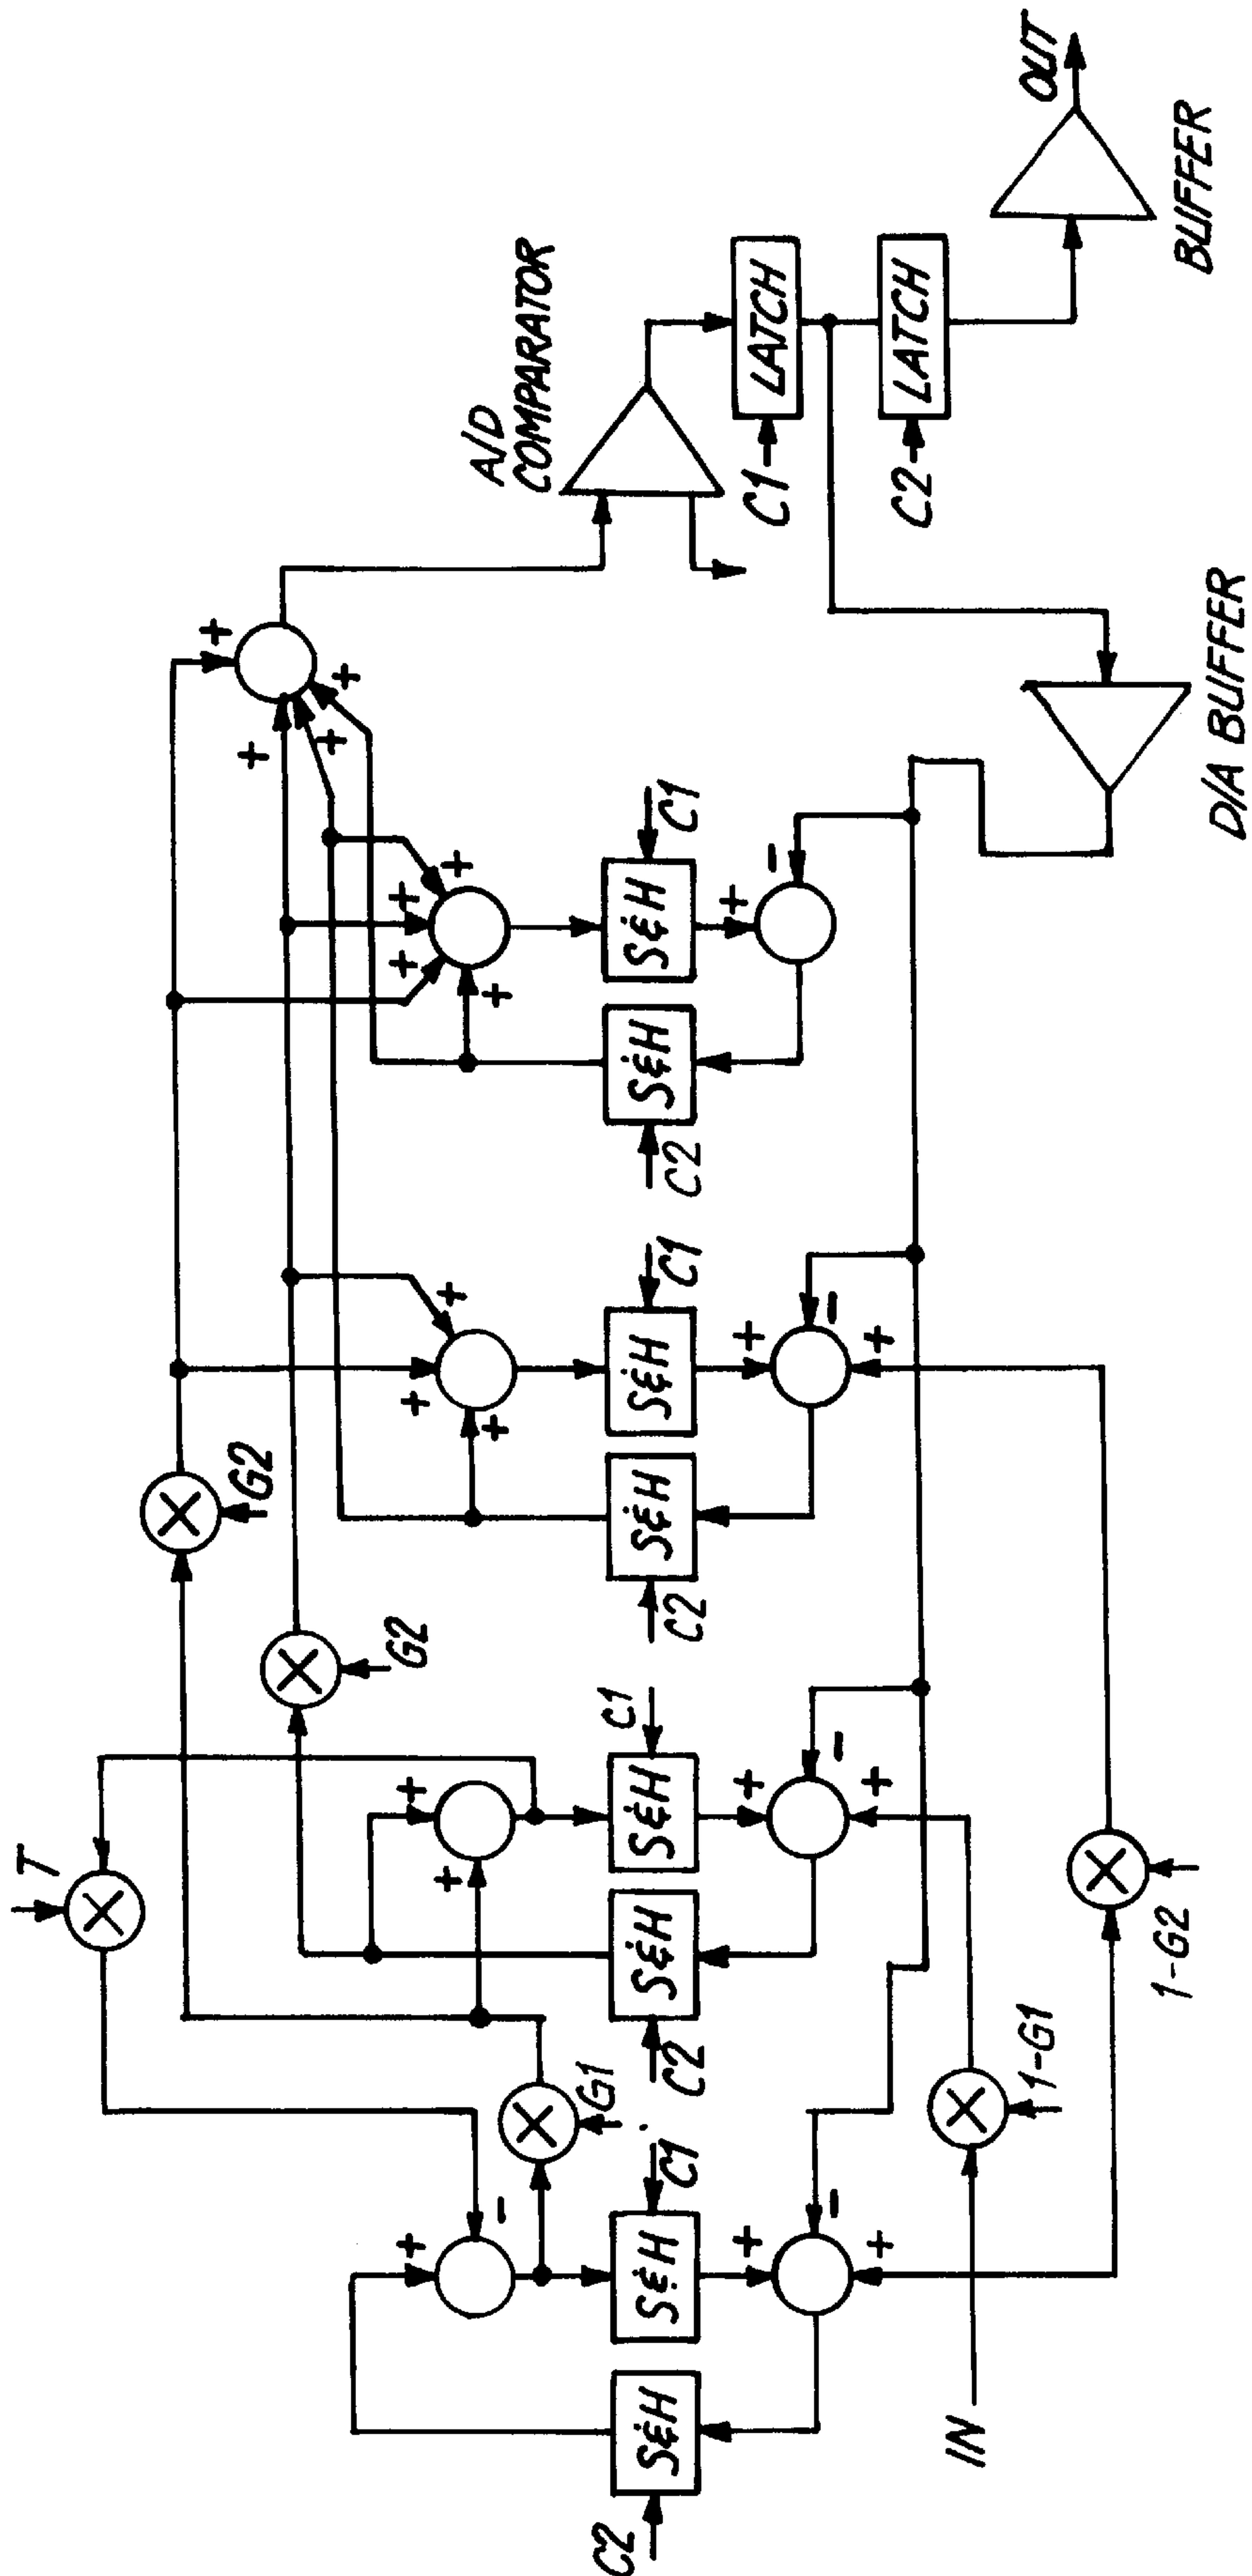 T
G2
G2
+
+
+
+
A/D
COMPARATOR
+
-
+
+
G1
+
+
+
+
+
+
+
S&H
S&H
S&H
S&H
S&H
S&H
S&H
S&H
C2
C1
C2
C1
C2
C1
C2
C1
LATCH
C1
LATCH
C2
OUT
BUFFER
+
-
+
+
-
+
+
-
+
+
-
IN
1-G1
1-G2
D/A BUFFER